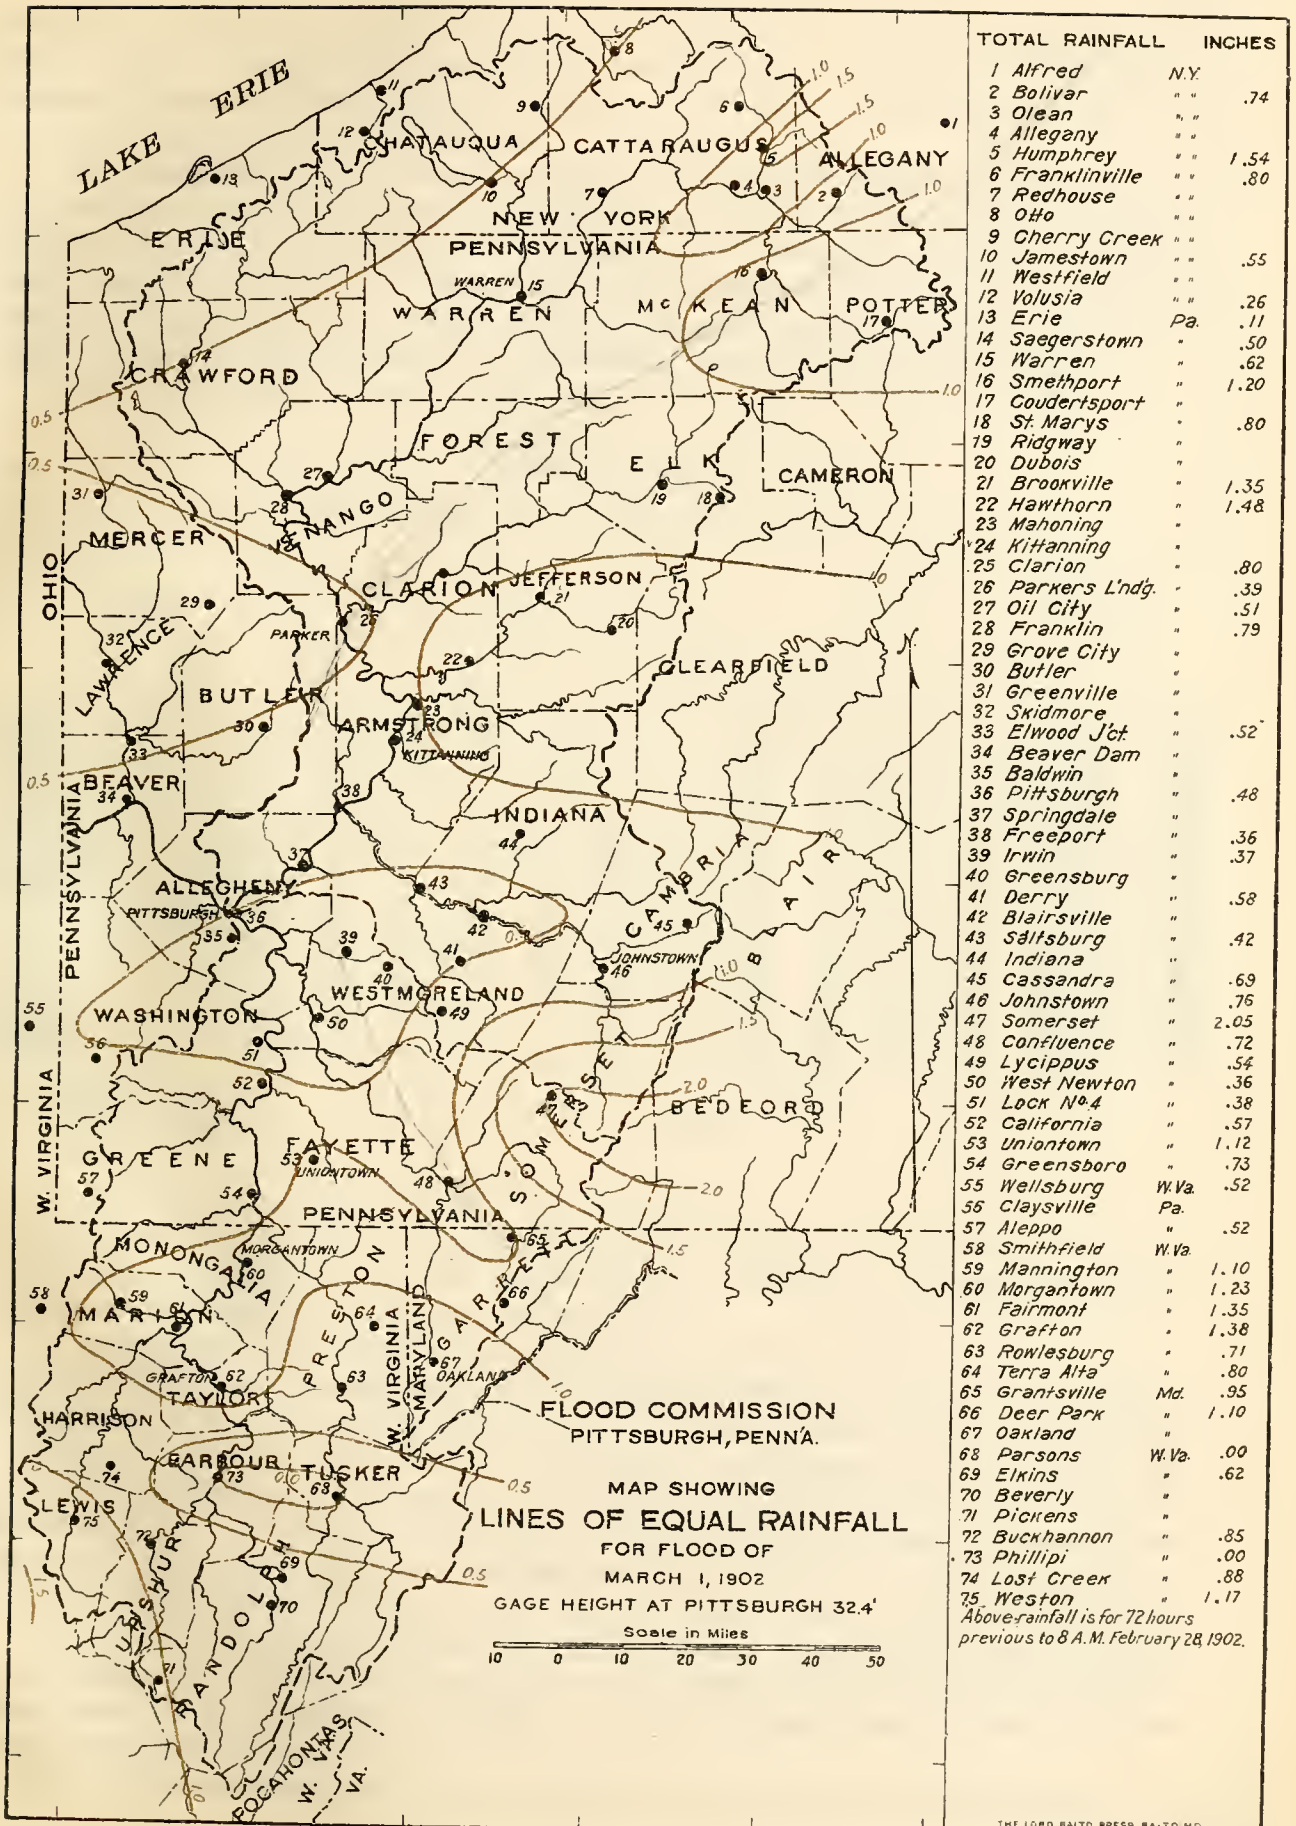 TOTAL RAINFALL INCHES
1 Alfred N.Y.
2 Bolivar " " .74
3 Olean " "
4 Allegany " "
5 Humphrey " " 1.54
6 Franklinville " " .80
7 Redhouse " "
8 Otto " "
9 Cherry Creek " "
10 Jamestown " " .55
11 Westfield " "
12 Volusia " " .26
13 Erie Pa. .11
14 Saegerstown " .50
15 Warren " .62
16 Smethport " 1.20
17 Coudertsport "
18 St. Marys " .80
19 Ridgway "
20 Dubois "
21 Brookville " 1.35
22 Hawthorn " 1.48
23 Mahoning "
24 Kittanning "
25 Clarion " .80
26 Parkers L'nd'g. " .39
27 Oil City " .51
28 Franklin " .79
29 Grove City "
30 Butler "
31 Greenville "
32 Skidmore "
33 Elwood J'ct. " .52
34 Beaver Dam "
35 Baldwin "
36 Pittsburgh " .48
37 Springdale "
38 Freeport " .36
39 Irwin " .37
40 Greensburg "
41 Derry " .58
42 Blairsville "
43 Saltsburg " .42
44 Indiana "
45 Cassandra " .69
46 Johnstown " .76
47 Somerset " 2.05
48 Confluence " .72
49 Lycippus " .54
50 West Newton " .36
51 Lock No. 4 " .38
52 California " .57
53 Uniontown " 1.12
54 Greensboro " .73
55 Wellsburg W.Va. .52
56 Claysville Pa.
57 Aleppo " .52
58 Smithfield W.Va.
59 Mannington " 1.10
60 Morgantown " 1.23
61 Fairmont " 1.35
62 Grafton " 1.38
63 Rowlesburg " .71
64 Terra Alta " .80
65 Grantsville Md. .95
66 Deer Park " 1.10
67 Oakland "
68 Parsons W.Va. .00
69 Elkins " .62
70 Beverly "
71 Pickens "
72 Buckhannon " .85
73 Phillipi " .00
74 Lost Creek " .88
75 Weston " 1.17
Above rainfall is for 72 hours
previous to 8 A.M. February 28, 1902.
LAKE ERIE
CHATAUQUA
CATTARAUGUS
ALLEGANY
NEW YORK
PENNSYLVANIA
ERIE
WARREN
WARREN
McKEAN
POTTER
CRAWFORD
FOREST
ELK
CAMERON
VENANGO
MERCER
OHIO
PENNSYLVANIA
CLARION
JEFFERSON
PARKER
LAWRENCE
BUTLER
CLEARFIELD
ARMSTRONG
KITTANNING
BEAVER
INDIANA
CAMBRIA
BLAIR
ALLEGHENY
PITTSBURGH
JOHNSTOWN
WESTMORELAND
WASHINGTON
SOMERSET
BEDFORD
W. VIRGINIA
GREENE
FAYETTE
UNIONTOWN
PENNSYLVANIA
MONONGALIA
MORGANTOWN
MARION
PRESTON
W. VIRGINIA
MARYLAND
GARRETT
OAKLAND
GRAFTON
TAYLOR
HARRISON
BARBOUR
TUSKER
LEWIS
UPSHUR
RANDOLPH
POCAHONTAS
W. VA.
VA.
FLOOD COMMISSION
PITTSBURGH, PENN'A.
MAP SHOWING
LINES OF EQUAL RAINFALL
FOR FLOOD OF
MARCH 1, 1902
GAGE HEIGHT AT PITTSBURGH 32.4'
Scale in Miles
10 0 10 20 30 40 50
THE LORD BALTO PRESS, BALTO MD